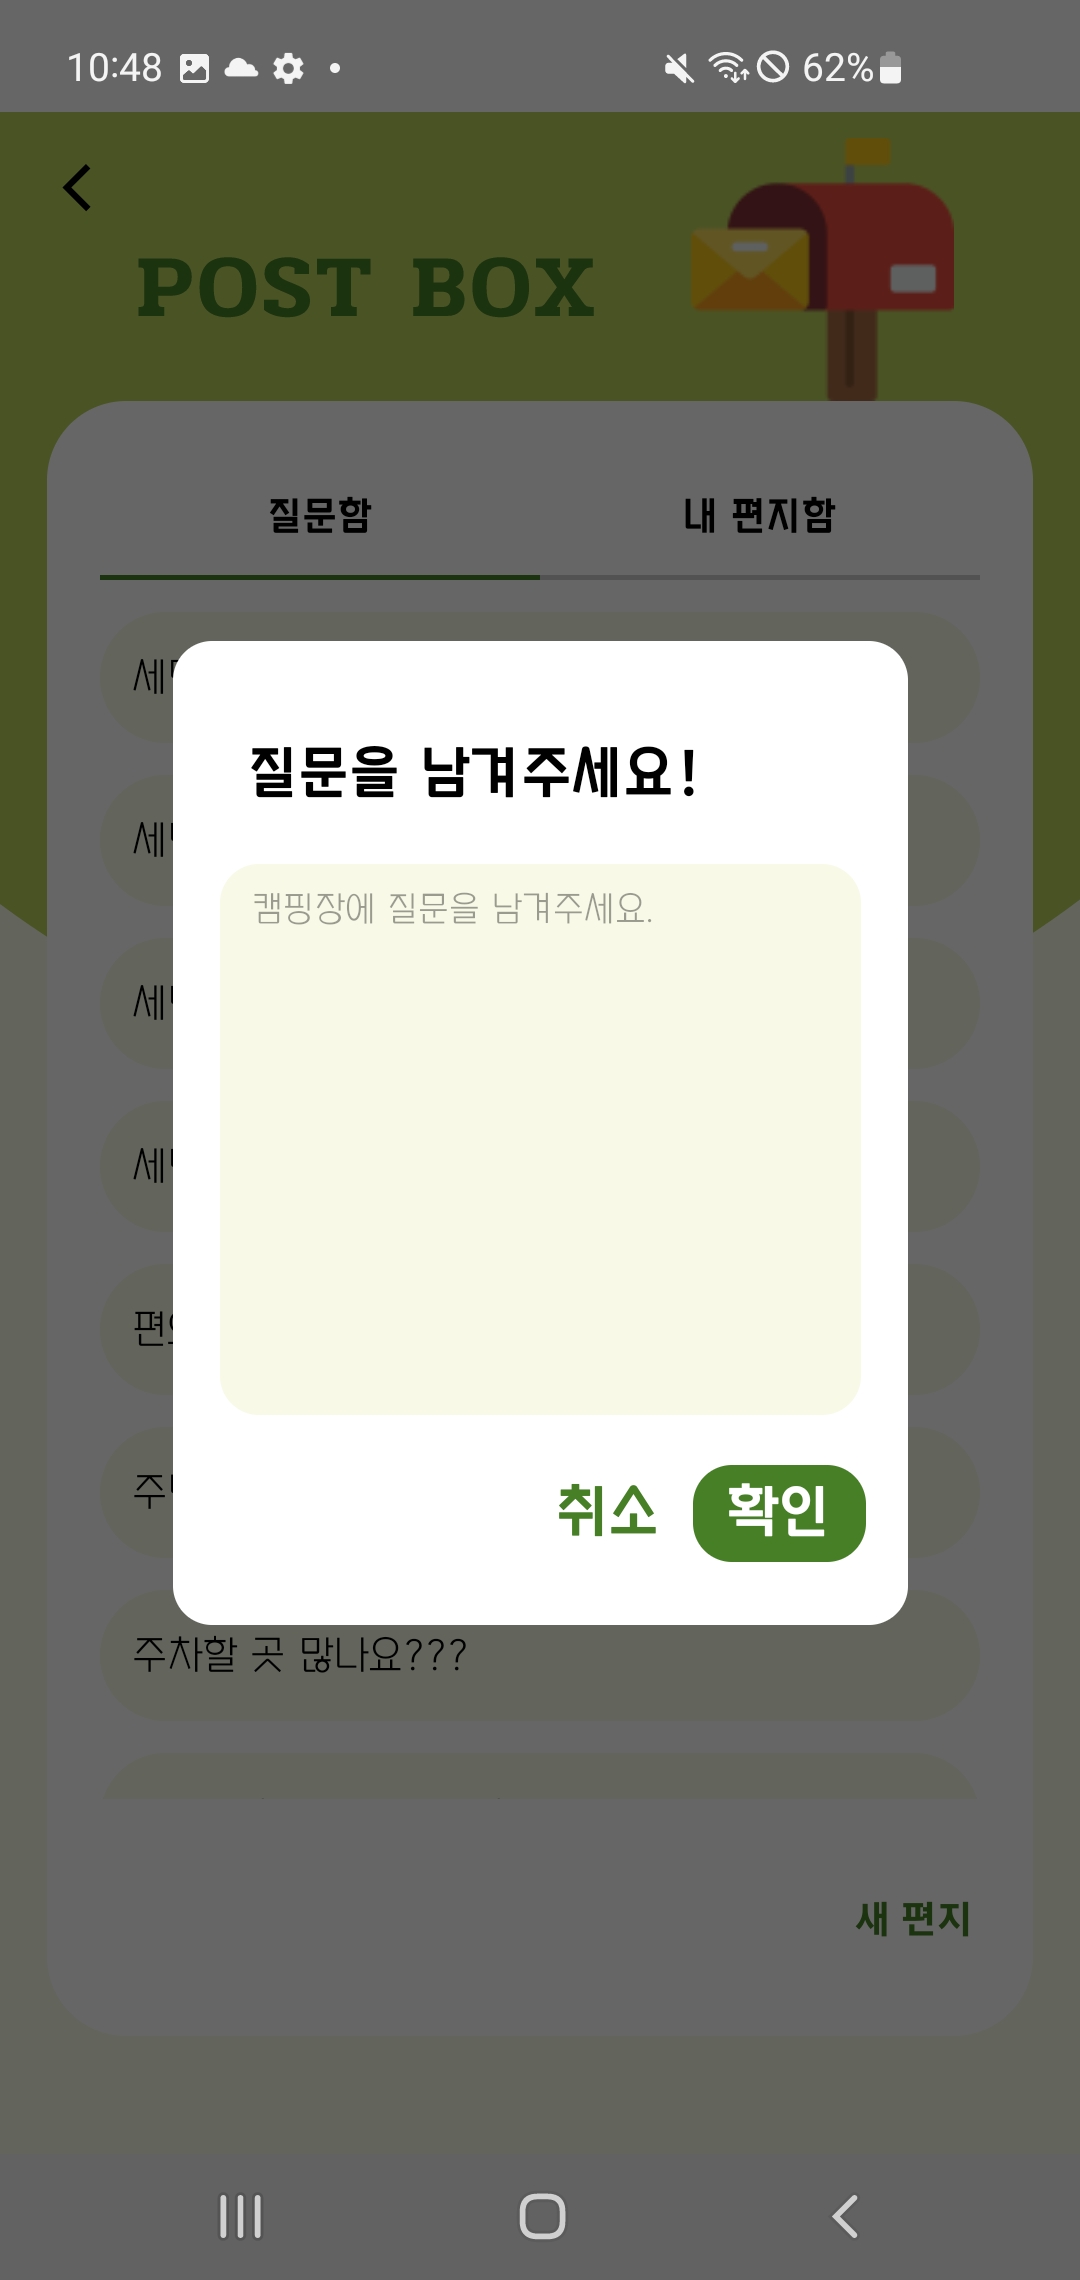 10:48
62%
POST BOX
질문함
내 편지함
세
세
질문을 남겨주세요!
캠핑장에 질문을 남겨주세요.
세
세
편
주
취소
확인
주차할 곳 많나요???
새 편지